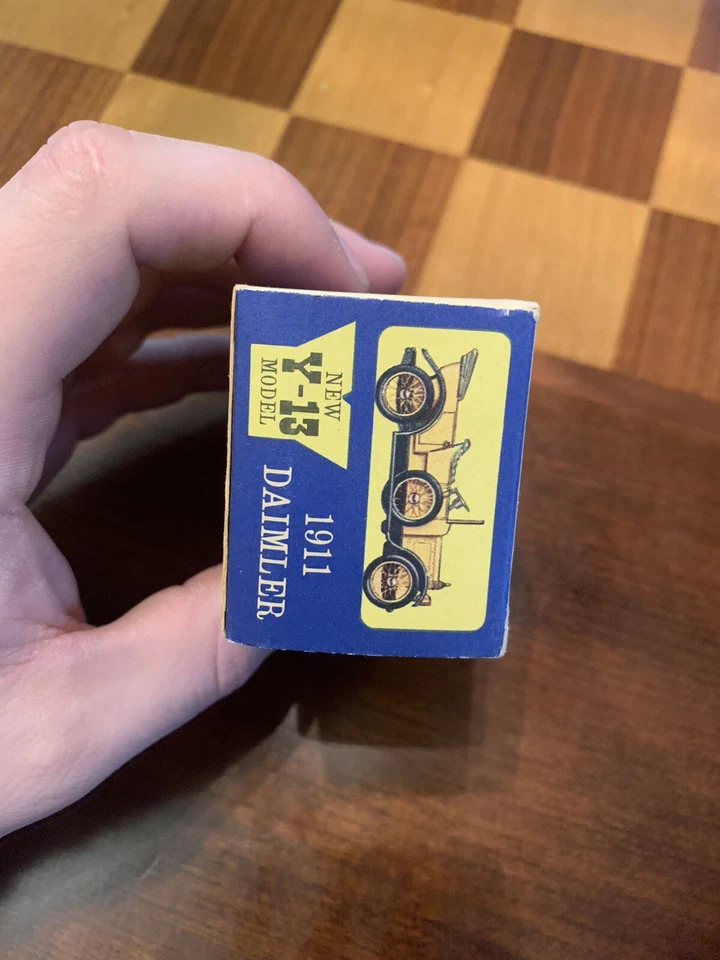 NEW
Y-13
MODEL
1911
DAIMLER